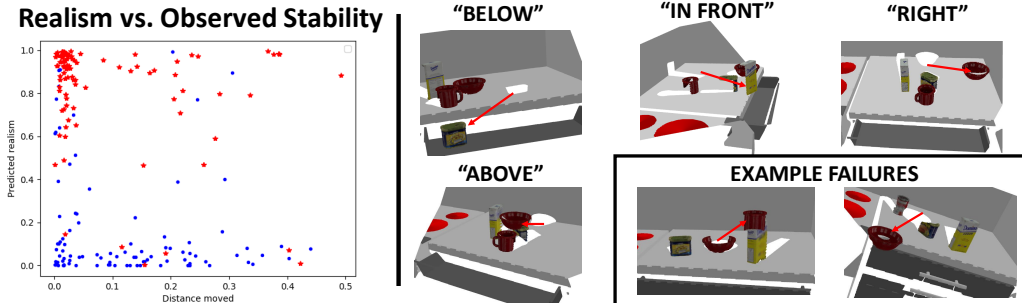 Realism vs. Observed Stability
1.0
0.8
0.6
0.4
0.2
0.0
Predicted realism
0.0 0.1 0.2 0.3 0.4 0.5
Distance moved
“BELOW”
“IN FRONT”
“RIGHT”
“ABOVE”
EXAMPLE FAILURES